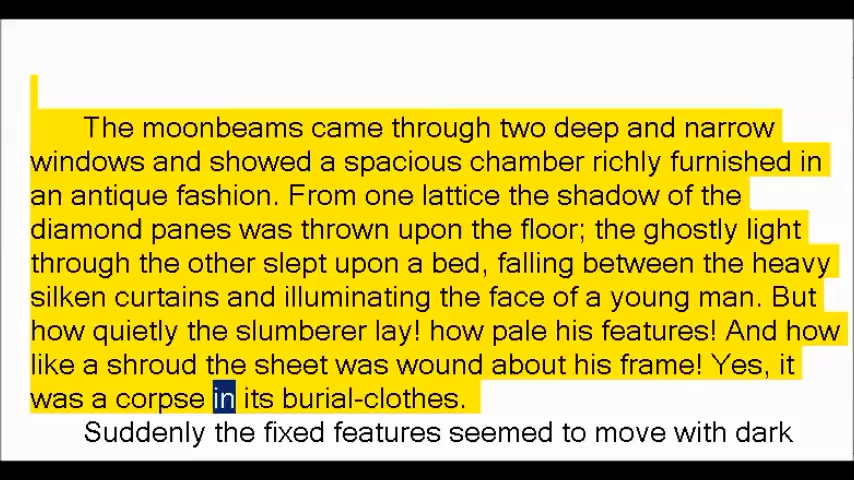 The moonbeams came through two deep and narrow
windows and showed a spacious chamber richly furnished in
an antique fashion. From one lattice the shadow of the
diamond panes was thrown upon the floor; the ghostly light
through the other slept upon a bed, falling between the heavy
silken curtains and illuminating the face of a young man. But
how quietly the slumberer lay! how pale his features! And how
like a shroud the sheet was wound about his frame! Yes, it
was a corpse in its burial-clothes.
Suddenly the fixed features seemed to move with dark